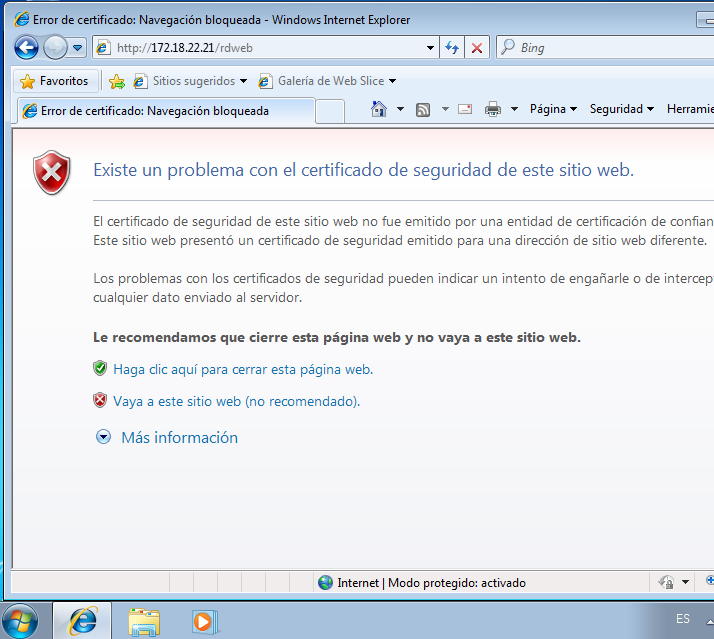 Error de certificado: Navegación bloqueada - Windows Internet Explorer
http://172.18.22.21/rdweb
Bing
Favoritos Sitios sugeridos Galería de Web Slice
Error de certificado: Navegación bloqueada Página Seguridad Herramie
Existe un problema con el certificado de seguridad de este sitio web.
El certificado de seguridad de este sitio web no fue emitido por una entidad de certificación de confian
Este sitio web presentó un certificado de seguridad emitido para una dirección de sitio web diferente.
Los problemas con los certificados de seguridad pueden indicar un intento de engañarle o de intercep
cualquier dato enviado al servidor.
Le recomendamos que cierre esta página web y no vaya a este sitio web.
Haga clic aquí para cerrar esta página web.
Vaya a este sitio web (no recomendado).
Más información
Internet | Modo protegido: activado
ES